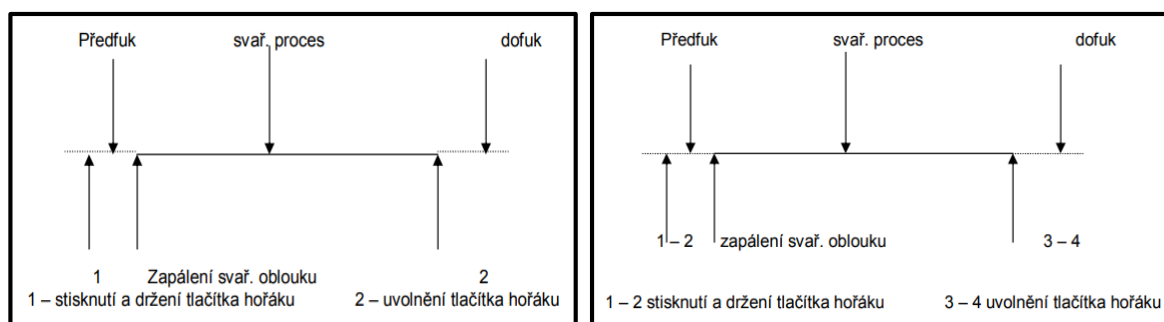 Předfuk svař. proces dofuk
1 Zapálení svař. oblouku 2
1 – stisknutí a držení tlačítka hořáku 2 – uvolnění tlačítka hořáku
Předfuk svař. proces dofuk
1 – 2 zapálení svař. oblouku 3 – 4
1 – 2 stisknutí a držení tlačítka hořáku 3 – 4 uvolnění tlačítka hořáku